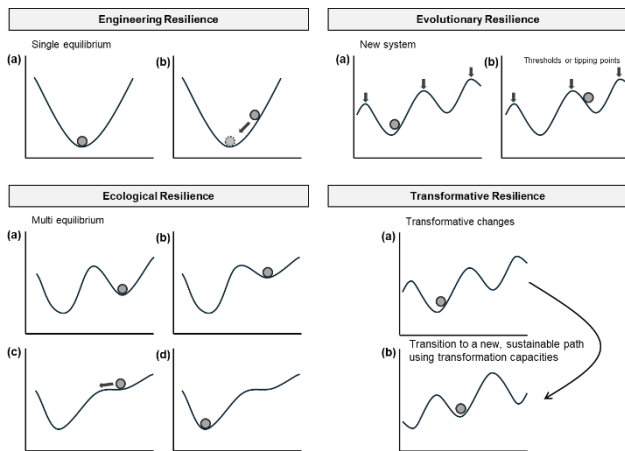 Engineering Resilience
Single equilibrium
(a)
(b)
Evolutionary Resilience
New system
(a)
(b)
Thresholds or tipping points
Ecological Resilience
Multi equilibrium
(a)
(b)
(c)
(d)
Transformative Resilience
Transformative changes
(a)
(b)
Transition to a new, sustainable path
using transformation capacities